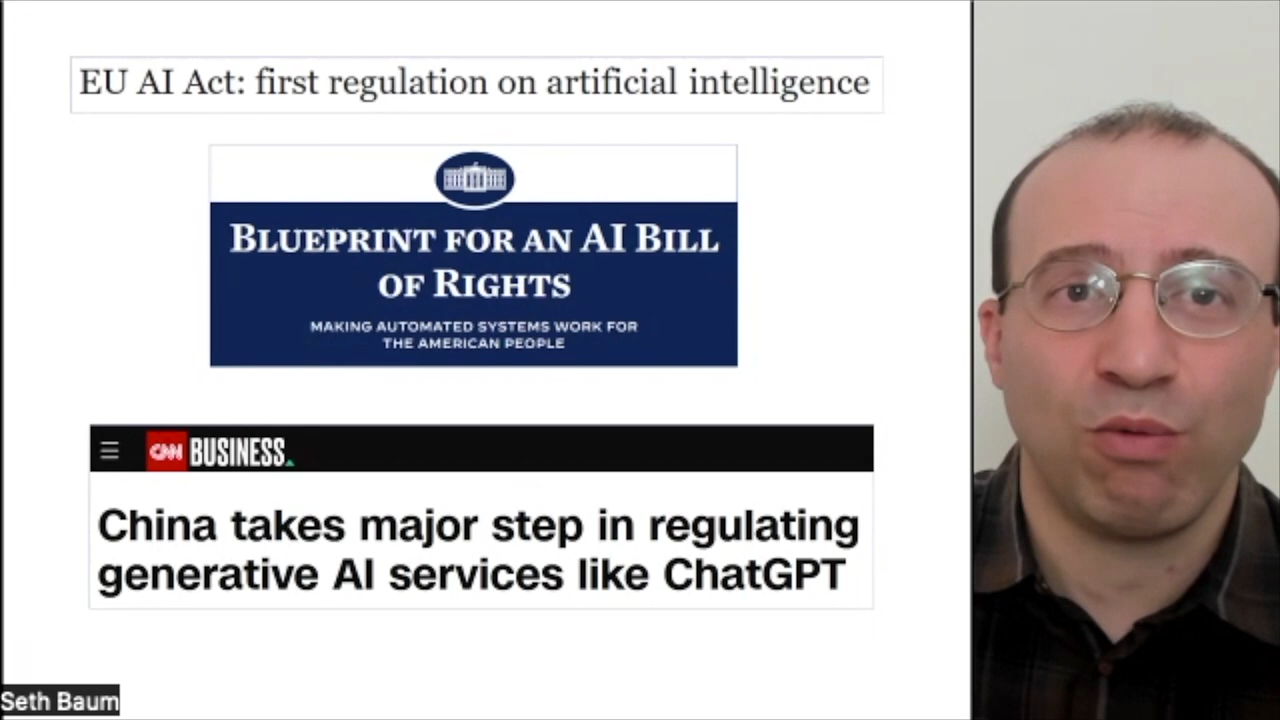 EU AI Act: first regulation on artificial intelligence
BLUEPRINT FOR AN AI BILL
OF RIGHTS
MAKING AUTOMATED SYSTEMS WORK FOR
THE AMERICAN PEOPLE
CNN BUSINESS
China takes major step in regulating
generative AI services like ChatGPT
Seth Baum